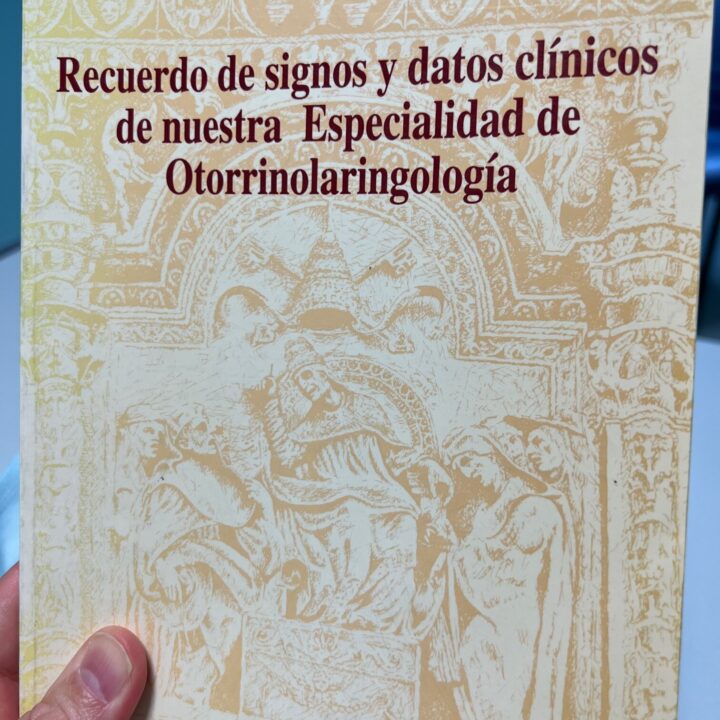 Recuerdo de signos y datos clínicos
de nuestra Especialidad de
Otorrinolaringología